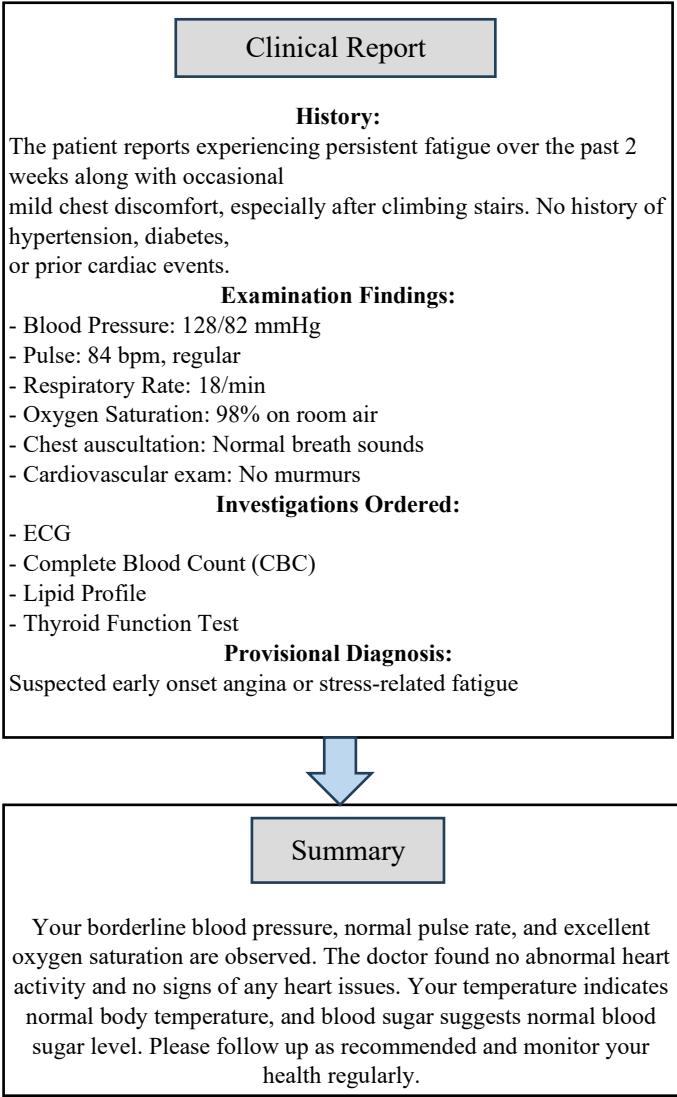 Clinical Report
History:
The patient reports experiencing persistent fatigue over the past 2
weeks along with occasional
mild chest discomfort, especially after climbing stairs. No history of
hypertension, diabetes,
or prior cardiac events.
Examination Findings:
- Blood Pressure: 128/82 mmHg
- Pulse: 84 bpm, regular
- Respiratory Rate: 18/min
- Oxygen Saturation: 98% on room air
- Chest auscultation: Normal breath sounds
- Cardiovascular exam: No murmurs
Investigations Ordered:
- ECG
- Complete Blood Count (CBC)
- Lipid Profile
- Thyroid Function Test
Provisional Diagnosis:
Suspected early onset angina or stress-related fatigue
Summary
Your borderline blood pressure, normal pulse rate, and excellent
oxygen saturation are observed. The doctor found no abnormal heart
activity and no signs of any heart issues. Your temperature indicates
normal body temperature, and blood sugar suggests normal blood
sugar level. Please follow up as recommended and monitor your
health regularly.